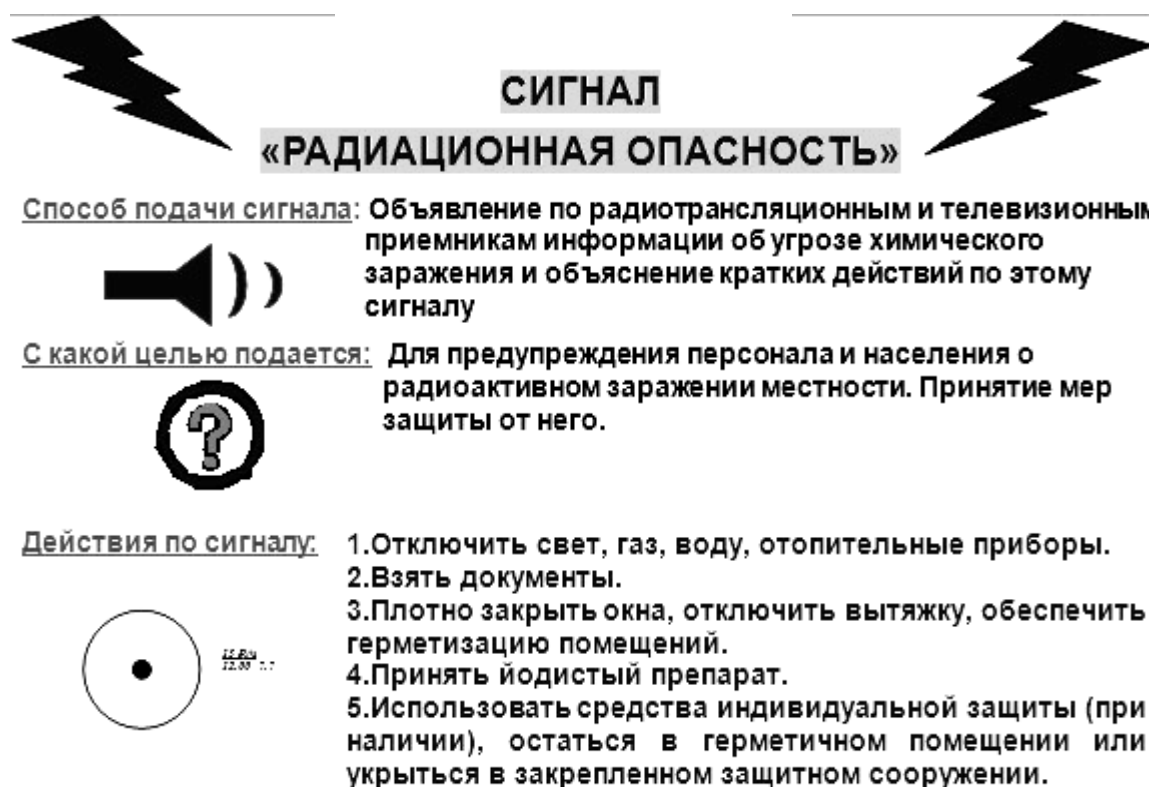 СИГНАЛ
«РАДИАЦИОННАЯ ОПАСНОСТЬ»
Способ подачи сигнала: Объявление по радиотрансляционным и телевизионным
приемникам информации об угрозе химического
заражения и объяснение кратких действий по этому
сигналу
С какой целью подается: Для предупреждения персонала и населения о
радиоактивном заражении местности. Принятие мер
защиты от него.
Действия по сигналу: 1.Отключить свет, газ, воду, отопительные приборы.
2.Взять документы.
3.Плотно закрыть окна, отключить вытяжку, обеспечить
герметизацию помещений.
4.Принять йодистый препарат.
5.Использовать средства индивидуальной защиты (при
наличии), остаться в герметичном помещении или
укрыться в закрепленном защитном сооружении.